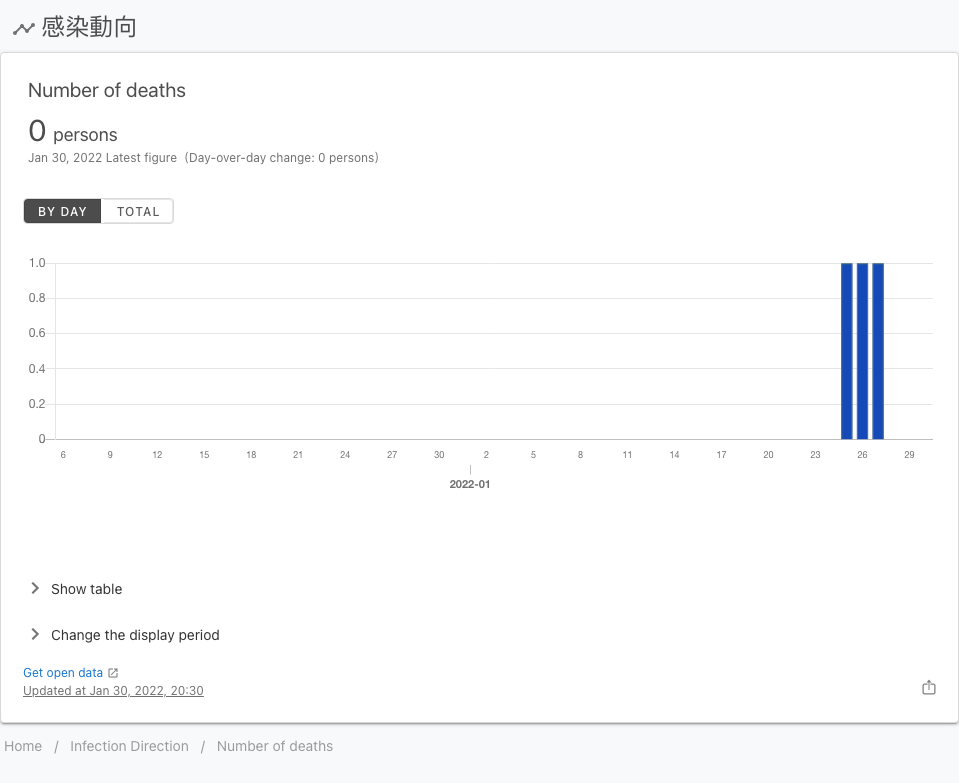 感染動向
Number of deaths
0 persons
Jan 30, 2022 Latest figure (Day-over-day change: 0 persons)
BY DAY TOTAL
1.0
0.8
0.6
0.4
0.2
0
6 9 12 15 18 21 24 27 30 2 5 8 11 14 17 20 23 26 29
2022-01
Show table
Change the display period
Get open data
Updated at Jan 30, 2022, 20:30
Home / Infection Direction / Number of deaths